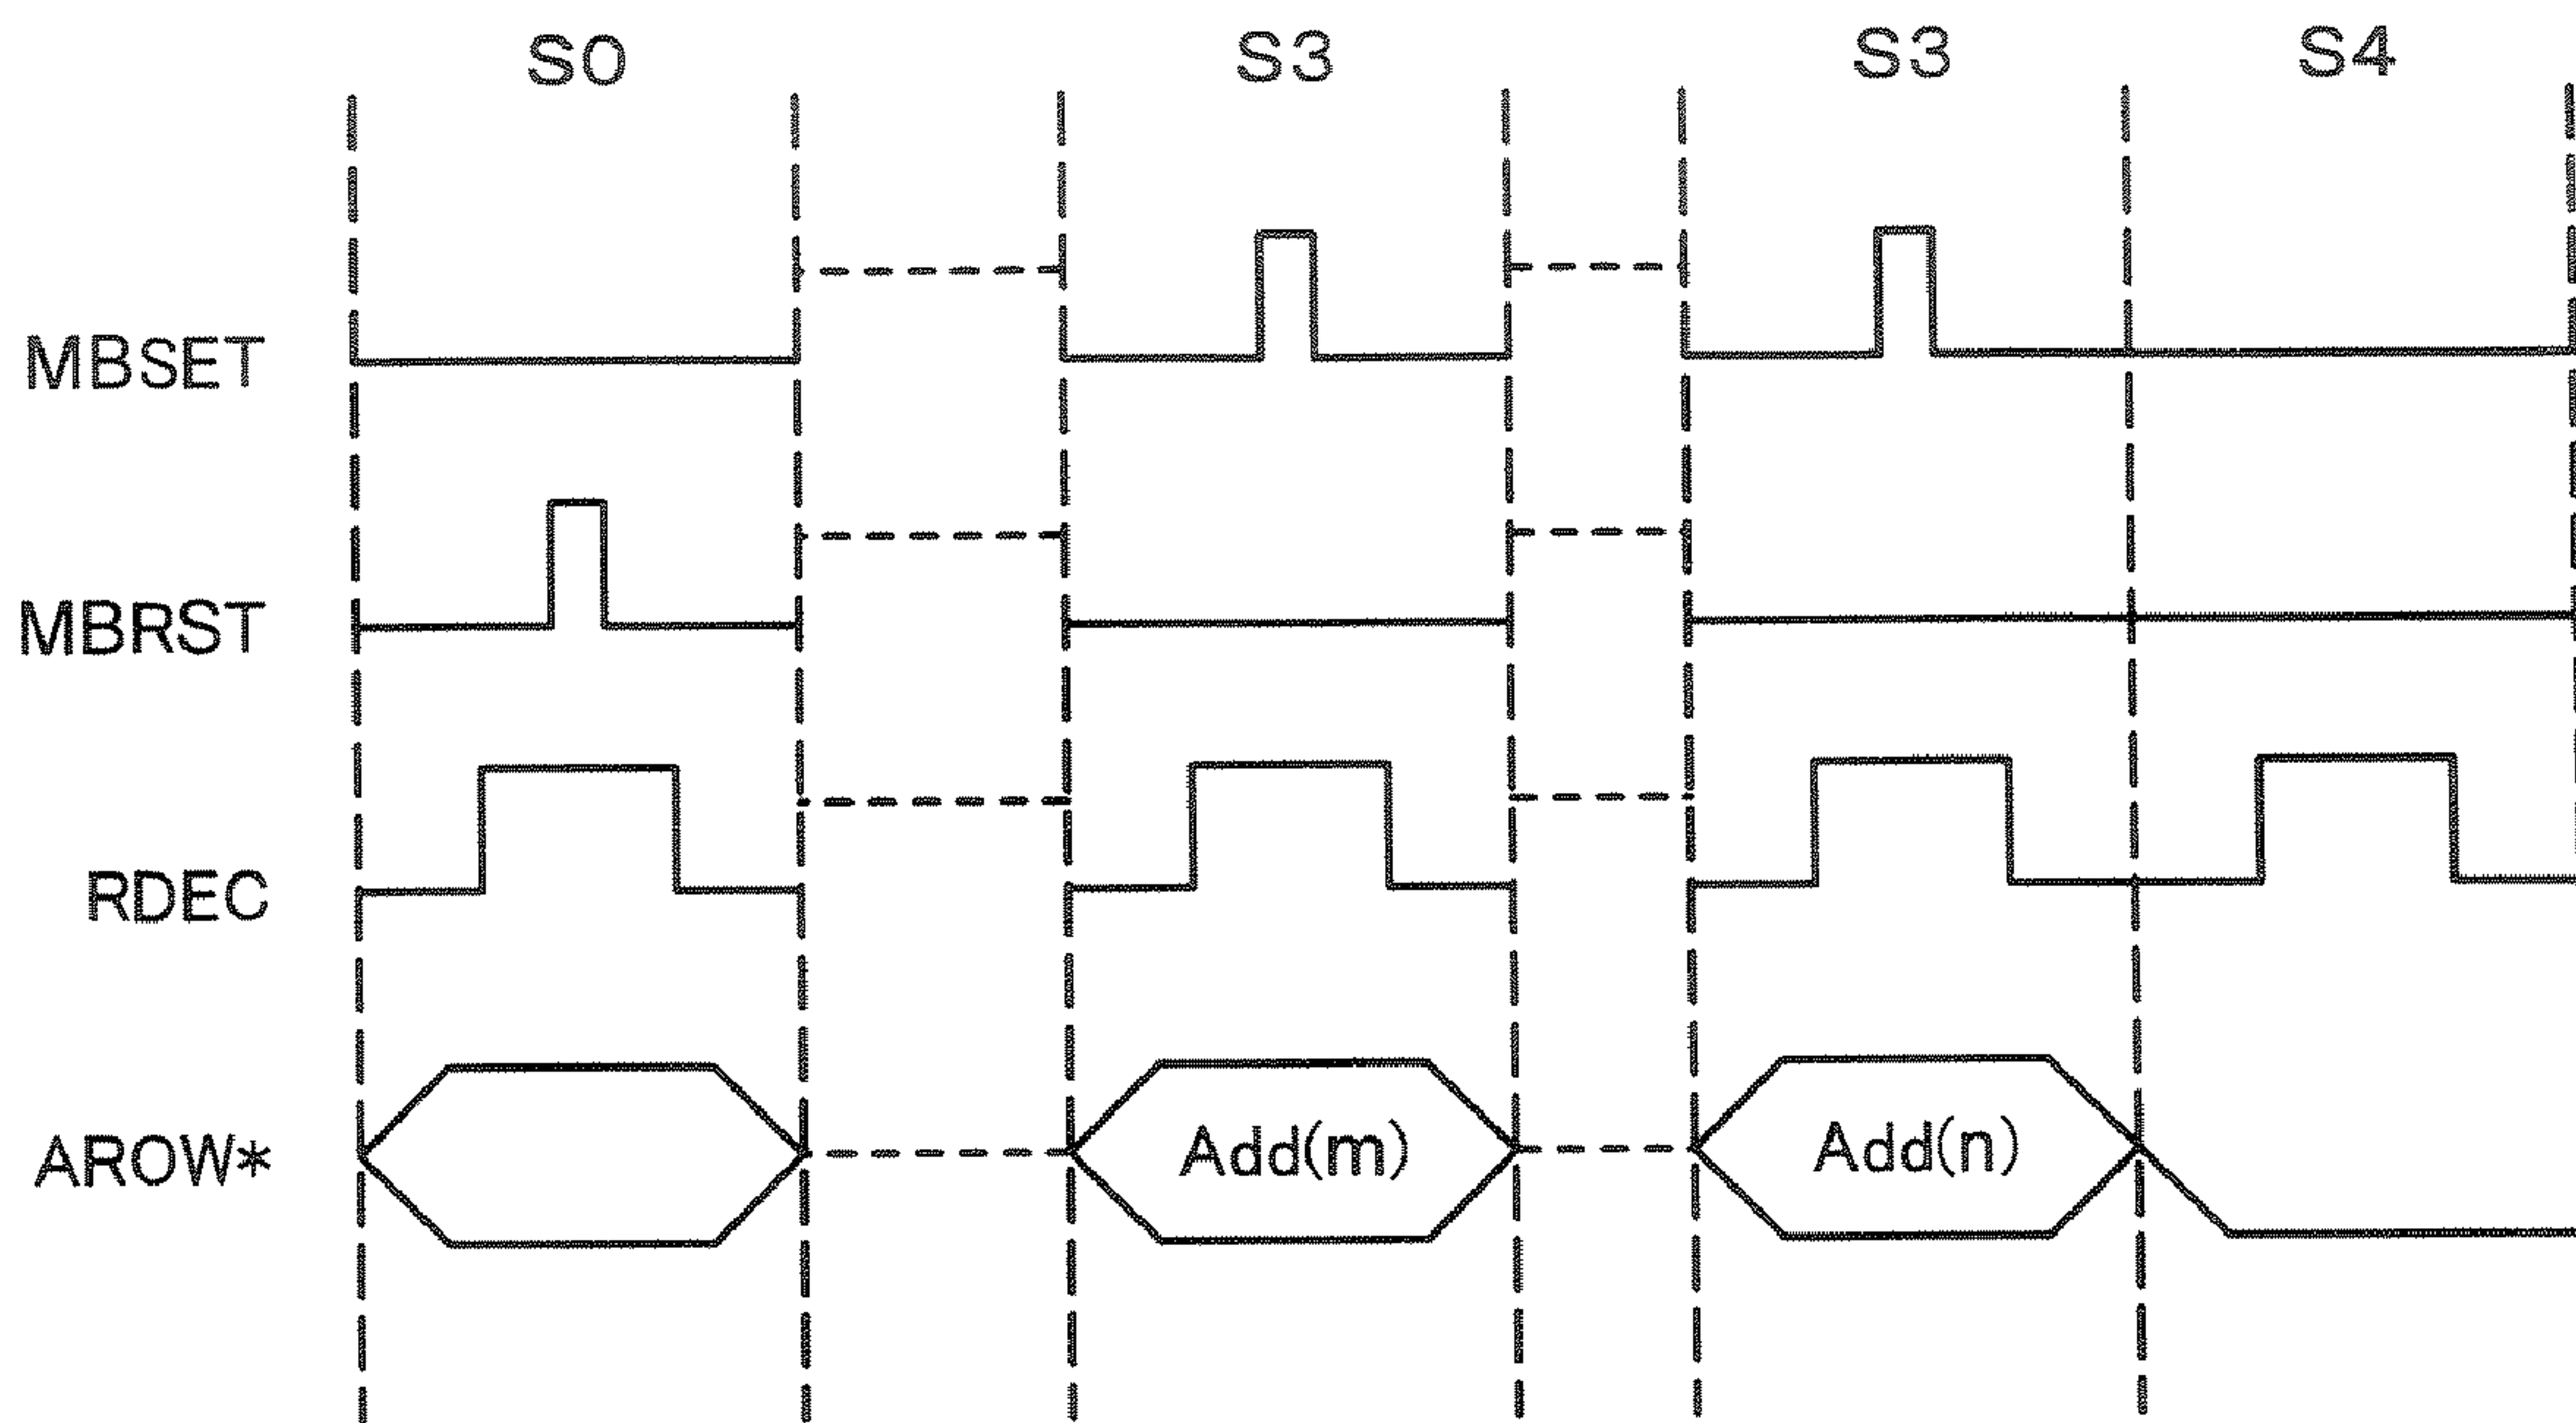 S0 S3 S3 S4
MBSET
MBRST
RDEC
AROW* Add(m) Add(n)